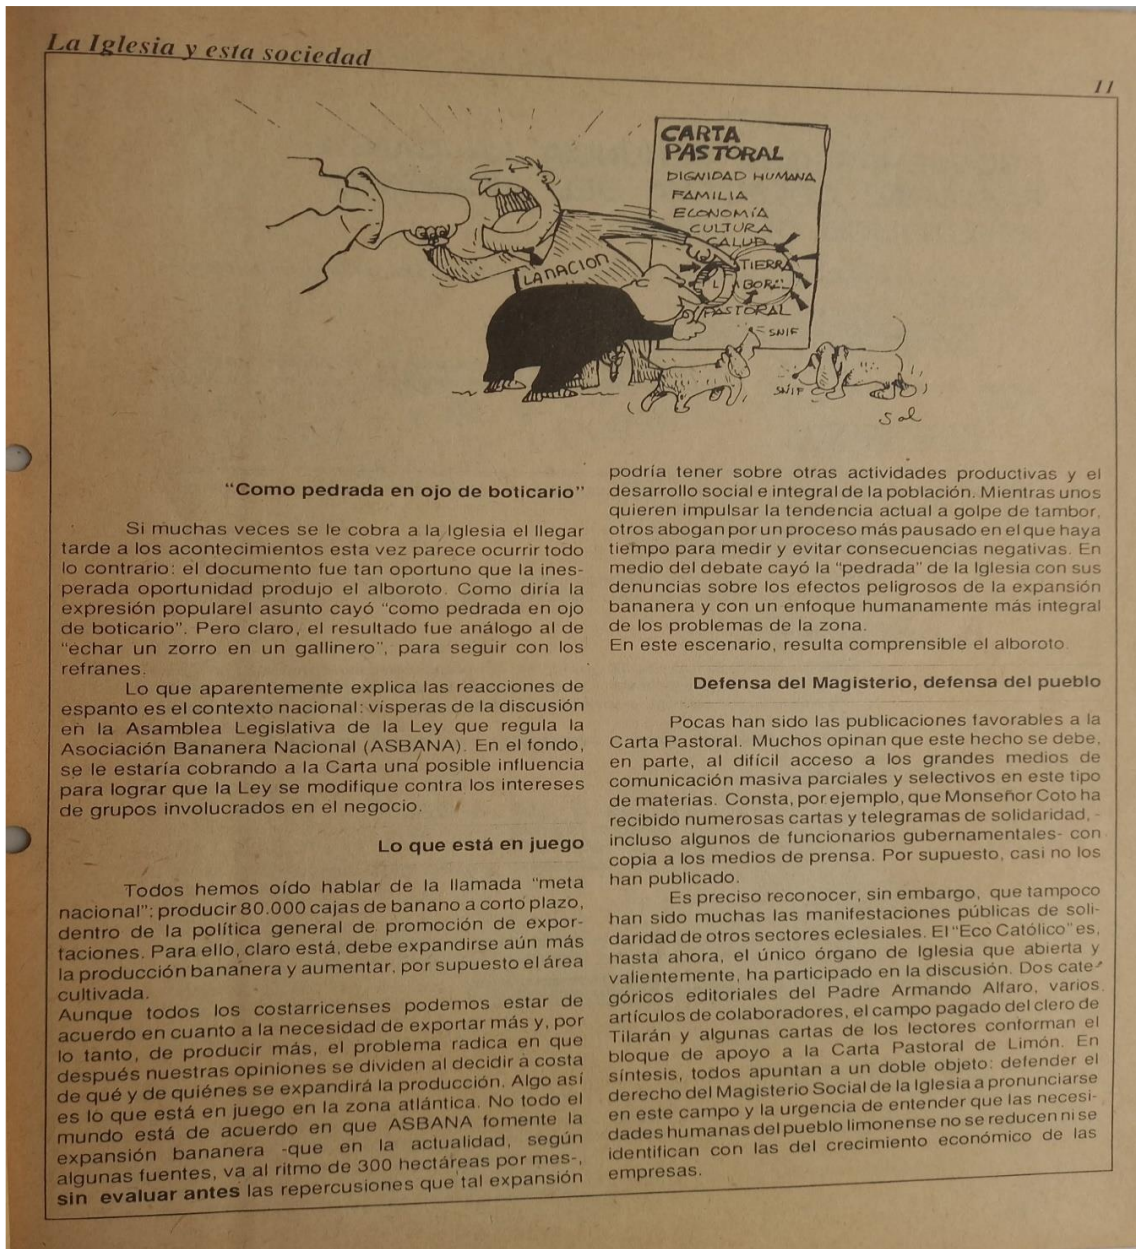 La Iglesia y esta sociedad
11
CARTA
PASTORAL
DIGNIDAD HUMANA
FAMILIA
ECONOMÍA
CULTURA
SALUD
TIERRA
LABORAL
PASTORAL
LA NACION
SNIF
SNIF
Sol
“Como pedrada en ojo de boticario”
Si muchas veces se le cobra a la Iglesia el llegar
tarde a los acontecimientos esta vez parece ocurrir todo
lo contrario: el documento fue tan oportuno que la ines-
perada oportunidad produjo el alboroto. Como diría la
expresión popularel asunto cayó “como pedrada en ojo
de boticario”. Pero claro, el resultado fue análogo al de
“echar un zorro en un gallinero”, para seguir con los
refranes.
Lo que aparentemente explica las reacciones de
espanto es el contexto nacional: vísperas de la discusión
en la Asamblea Legislativa de la Ley que regula la
Asociación Bananera Nacional (ASBANA). En el fondo,
se le estaría cobrando a la Carta una posible influencia
para lograr que la Ley se modifique contra los intereses
de grupos involucrados en el negocio.
Lo que está en juego
Todos hemos oído hablar de la llamada “meta
nacional”: producir 80.000 cajas de banano a corto plazo,
dentro de la política general de promoción de expor-
taciones. Para ello, claro está, debe expandirse aún más
la producción bananera y aumentar, por supuesto el área
cultivada.
Aunque todos los costarricenses podemos estar de
acuerdo en cuanto a la necesidad de exportar más y, por
lo tanto, de producir más, el problema radica en que
después nuestras opiniones se dividen al decidir a costa
de qué y de quiénes se expandirá la producción. Algo así
es lo que está en juego en la zona atlántica. No todo el
mundo está de acuerdo en que ASBANA fomente la
expansión bananera -que en la actualidad, según
algunas fuentes, va al ritmo de 300 hectáreas por mes-,
sin evaluar antes las repercusiones que tal expansión
podría tener sobre otras actividades productivas y el
desarrollo social e integral de la población. Mientras unos
quieren impulsar la tendencia actual a golpe de tambor,
otros abogan por un proceso más pausado en el que haya
tiempo para medir y evitar consecuencias negativas. En
medio del debate cayó la “pedrada” de la Iglesia con sus
denuncias sobre los efectos peligrosos de la expansión
bananera y con un enfoque humanamente más integral
de los problemas de la zona.
En este escenario, resulta comprensible el alboroto.
Defensa del Magisterio, defensa del pueblo
Pocas han sido las publicaciones favorables a la
Carta Pastoral. Muchos opinan que este hecho se debe,
en parte, al difícil acceso a los grandes medios de
comunicación masiva parciales y selectivos en este tipo
de materias. Consta, por ejemplo, que Monseñor Coto ha
recibido numerosas cartas y telegramas de solidaridad, -
incluso algunos de funcionarios gubernamentales- con
copia a los medios de prensa. Por supuesto, casi no los
han publicado.
Es preciso reconocer, sin embargo, que tampoco
han sido muchas las manifestaciones públicas de soli-
daridad de otros sectores eclesiales. El “Eco Católico” es,
hasta ahora, el único órgano de Iglesia que abierta y
valientemente, ha participado en la discusión. Dos cate-
góricos editoriales del Padre Armando Alfaro, varios
artículos de colaboradores, el campo pagado del clero de
Tilarán y algunas cartas de los lectores conforman el
bloque de apoyo a la Carta Pastoral de Limón. En
síntesis, todos apuntan a un doble objeto: defender el
derecho del Magisterio Social de la Iglesia a pronunciarse
en este campo y la urgencia de entender que las necesi-
dades humanas del pueblo limonense no se reducen ni se
identifican con las del crecimiento económico de las
empresas.